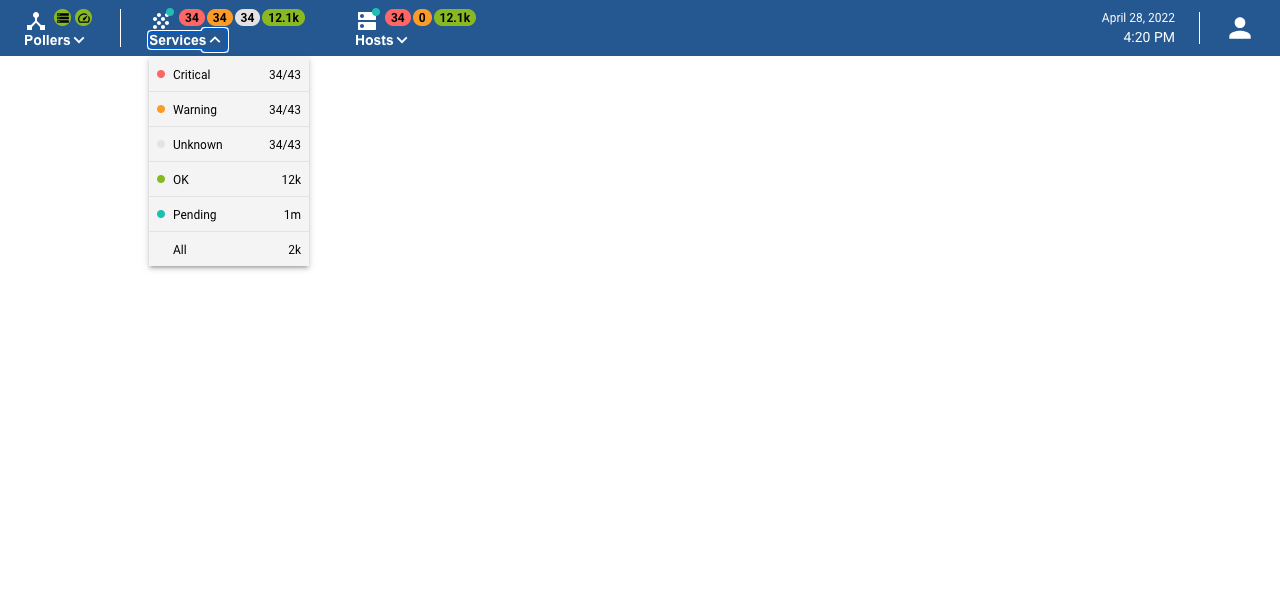 34 34 34 12.1k
34 0 12.1k
April 28, 2022
Pollers Services Hosts
4:20 PM
Critical 34/43
Warning 34/43
Unknown 34/43
OK 12k
Pending 1m
All 2k